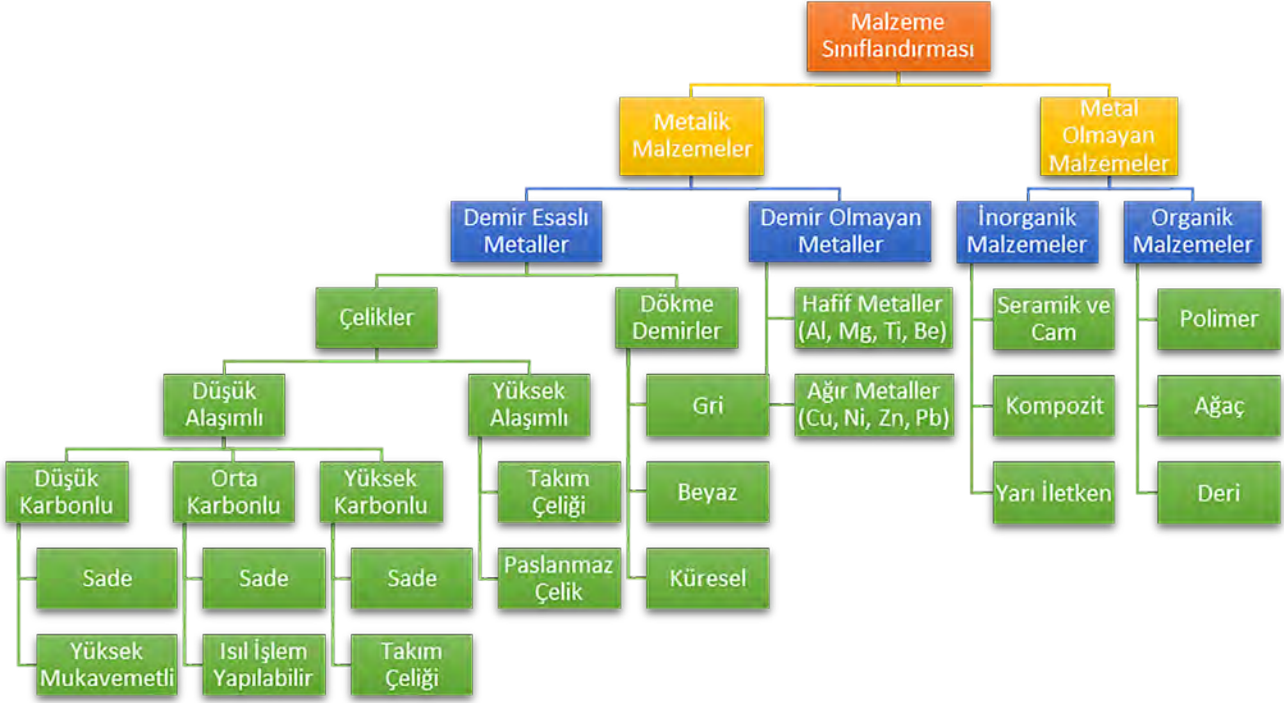 Malzeme
Sınıflandırması
Metalik
Malzemeler
Metal
Olmayan
Malzemeler
Demir Esaslı
Metaller
Demir Olmayan
Metaller
İnorganik
Malzemeler
Organik
Malzemeler
Çelikler
Dökme
Demirler
Hafif Metaller
(Al, Mg, Ti, Be)
Seramik ve
Cam
Polimer
Düşük
Alaşımlı
Yüksek
Alaşımlı
Gri
Ağır Metaller
(Cu, Ni, Zn, Pb)
Kompozit
Ağaç
Düşük
Karbonlu
Orta
Karbonlu
Yüksek
Karbonlu
Takım
Çeliği
Beyaz
Yarı İletken
Deri
Sade
Sade
Sade
Paslanmaz
Çelik
Küresel
Yüksek
Mukavemetli
Isıl İşlem
Yapılabilir
Takım
Çeliği